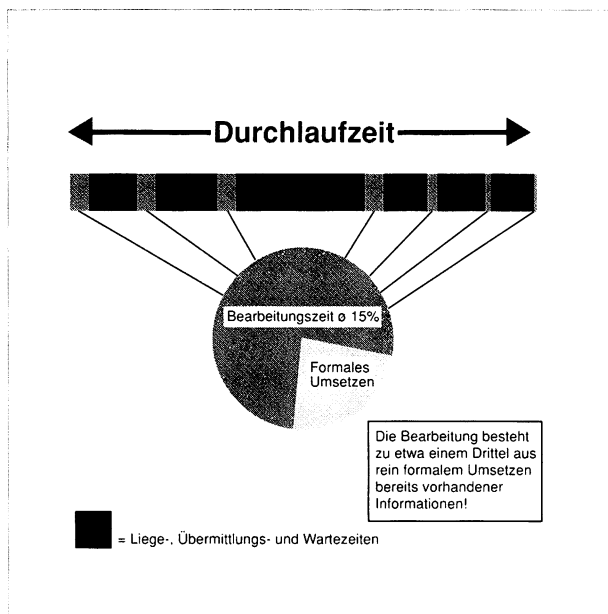 Durchlaufzeit
Bearbeitungszeit ø 15%
Formales
Umsetzen
Die Bearbeitung besteht
zu etwa einem Drittel aus
rein formalem Umsetzen
bereits vorhandener
Informationen!
= Liege-, Übermittlungs- und Wartezeiten